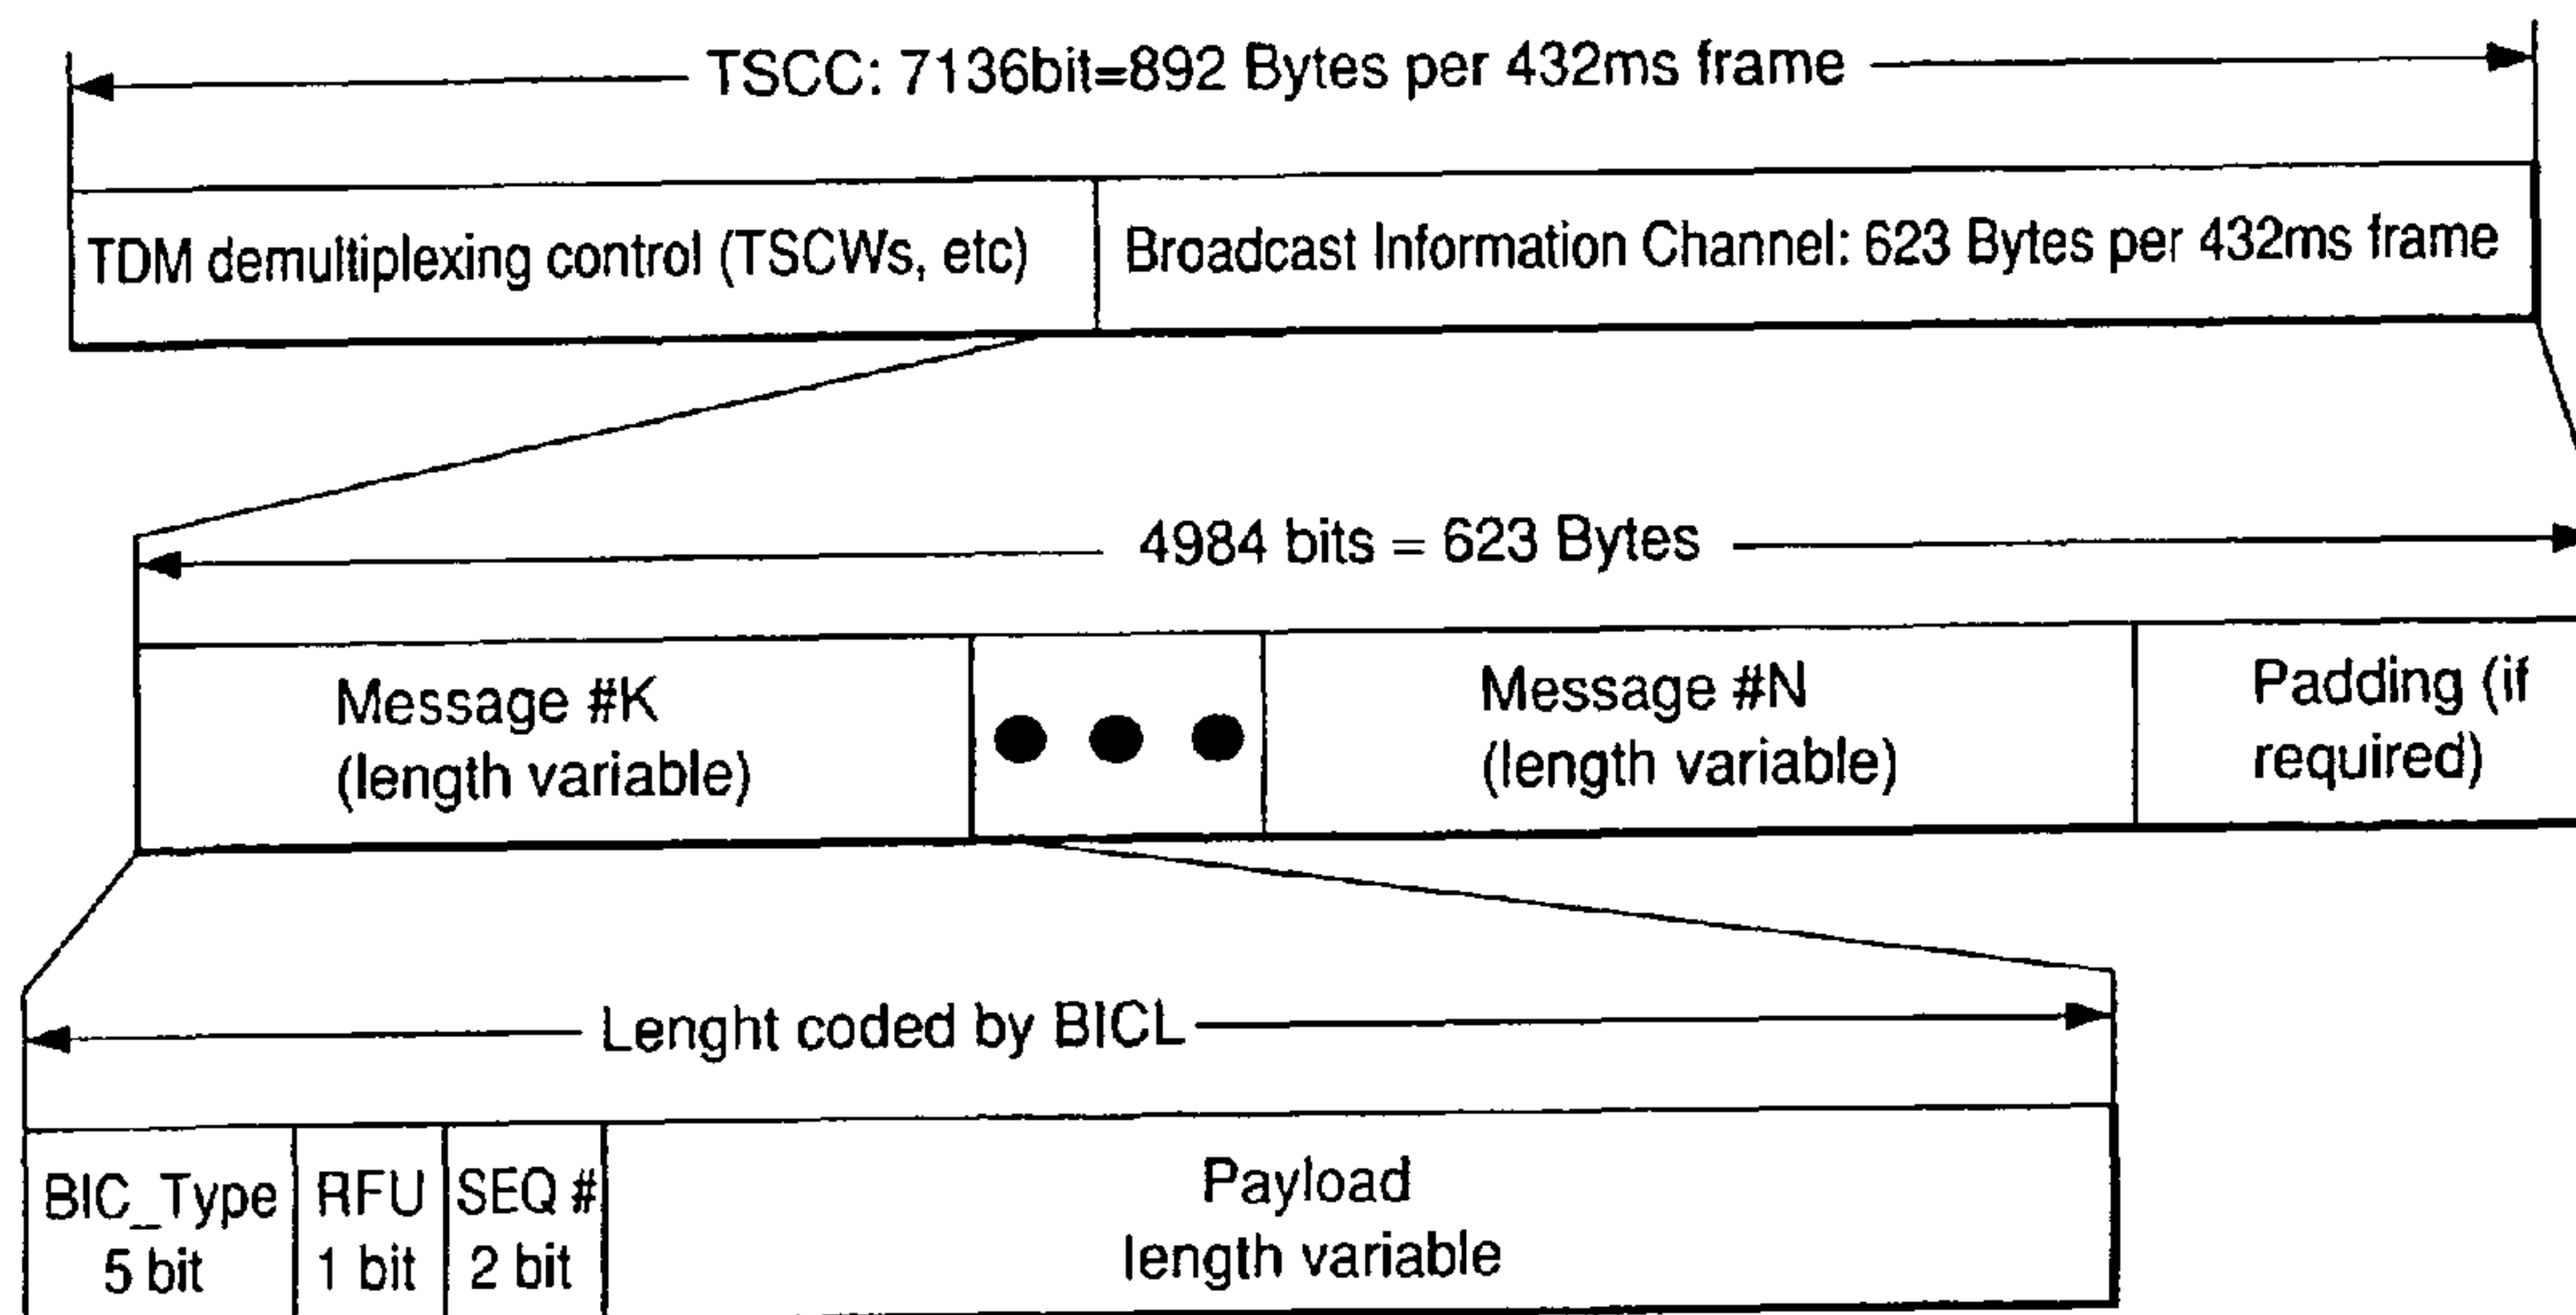 TSCC: 7136bit=892 Bytes per 432ms frame
TDM demultiplexing control (TSCWs, etc)
Broadcast Information Channel: 623 Bytes per 432ms frame
4984 bits = 623 Bytes
Message #K
(length variable)
Message #N
(length variable)
Padding (if
required)
Lenght coded by BICL
BIC_Type
5 bit
RFU
1 bit
SEQ #
2 bit
Payload
length variable